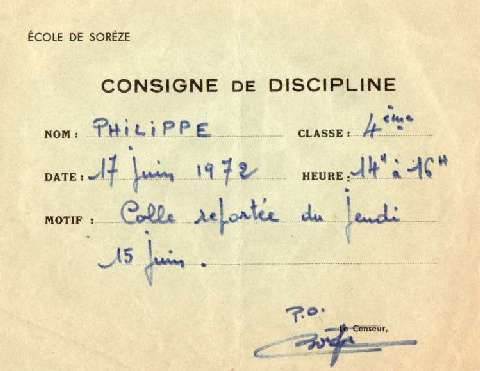 ÉCOLE DE SORÈZE
CONSIGNE DE DISCIPLINE
NOM : PHILIPPE CLASSE : 4ème
DATE : 17 juin 1972 HEURE : 14H à 16H
MOTIF : Colle reportée du jeudi
15 juin .
P.O.
Le Censeur,